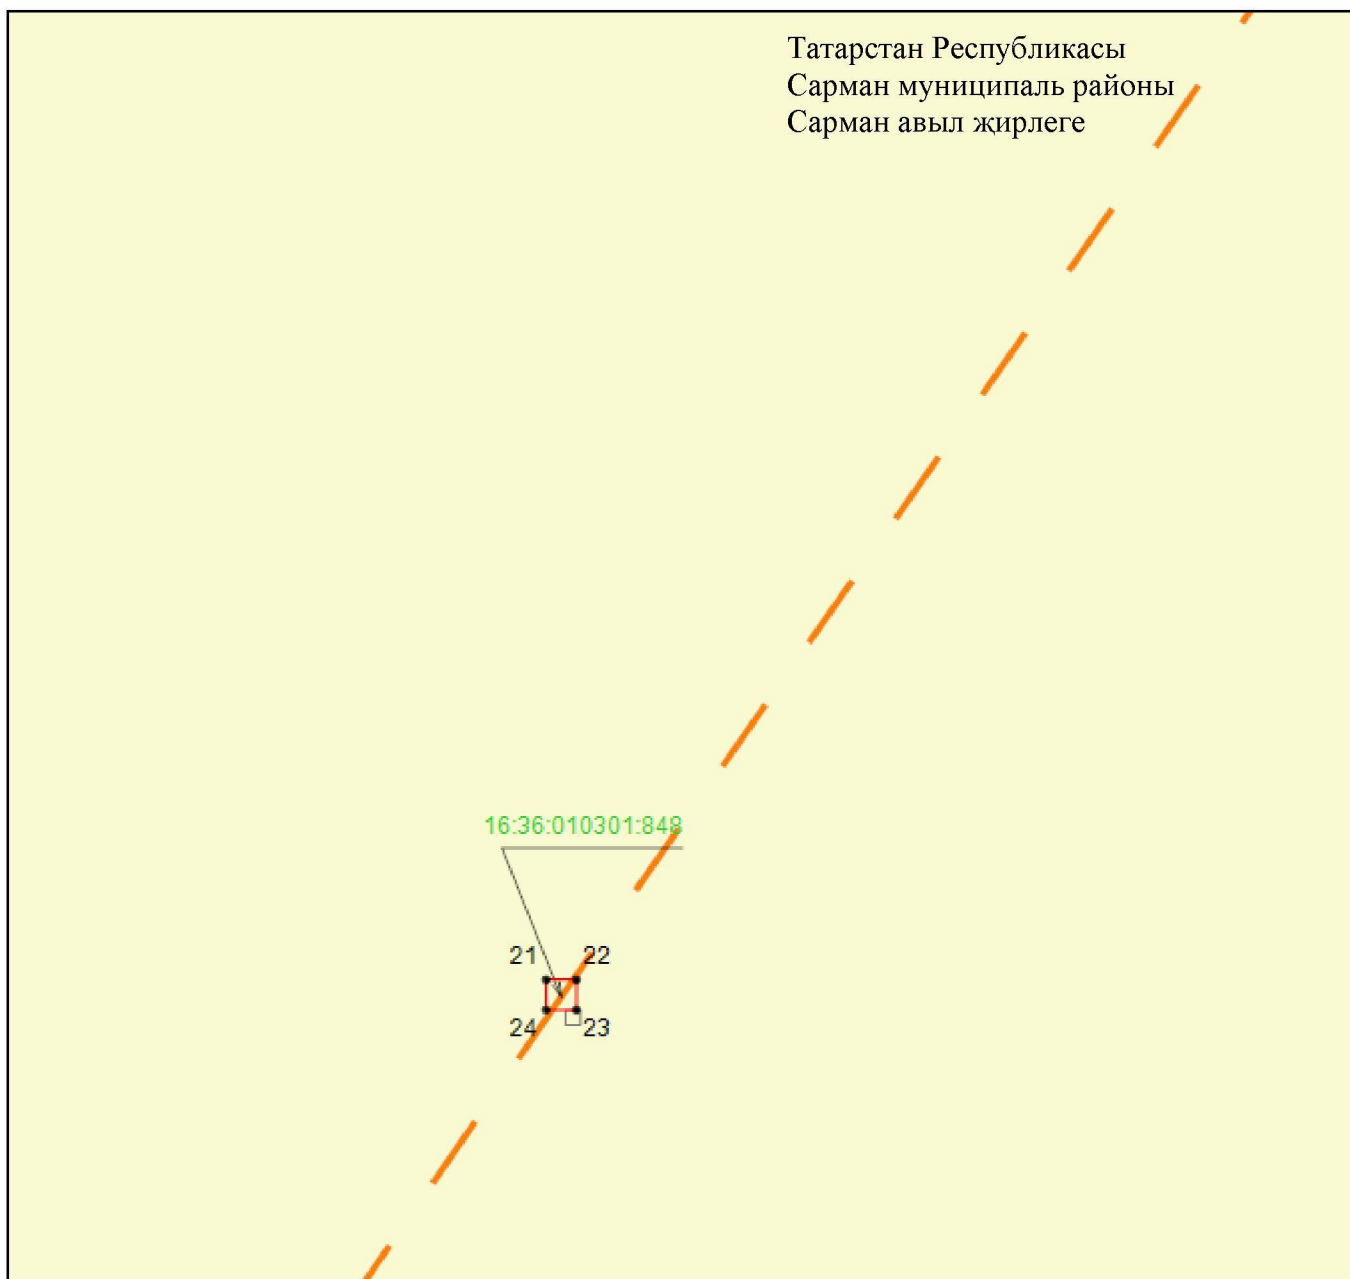 Татарстан Республикасы
Сарман муниципаль районы
Сарман авыл җирлеге
16:36:010301:848
21 22
24 23